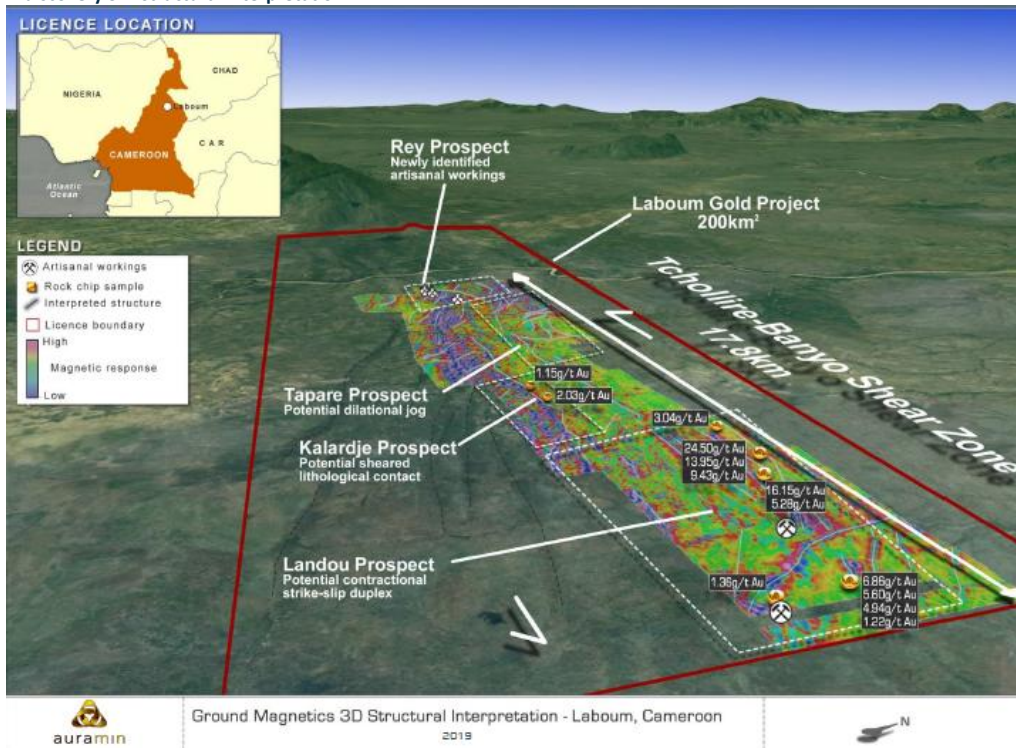 LICENCE LOCATION
CHAD
NIGERIA
Laboum
CAR
CAMEROON
Atlantic
Ocean
LEGEND
Artisanal workings
Rock chip sample
Interpreted structure
Licence boundary
High
Magnetic response
Low
Rey Prospect
Newly identified
artisanal workings
Laboum Gold Project
200km²
Tchollire-Banyo Shear Zone
17.8km
1.15g/t Au
2.03g/t Au
Tapare Prospect
Potential dilational jog
Kalardje Prospect
Potential sheared
lithological contact
3.04g/t Au
24.50g/t Au
13.95g/t Au
9.43g/t Au
16.15g/t Au
5.28g/t Au
Landou Prospect
Potential contractional
strike-slip duplex
1.36g/t Au
6.86g/t Au
5.60g/t Au
4.94g/t Au
1.22g/t Au
auramin
Ground Magnetics 3D Structural Interpretation - Laboum, Cameroon
2019
N